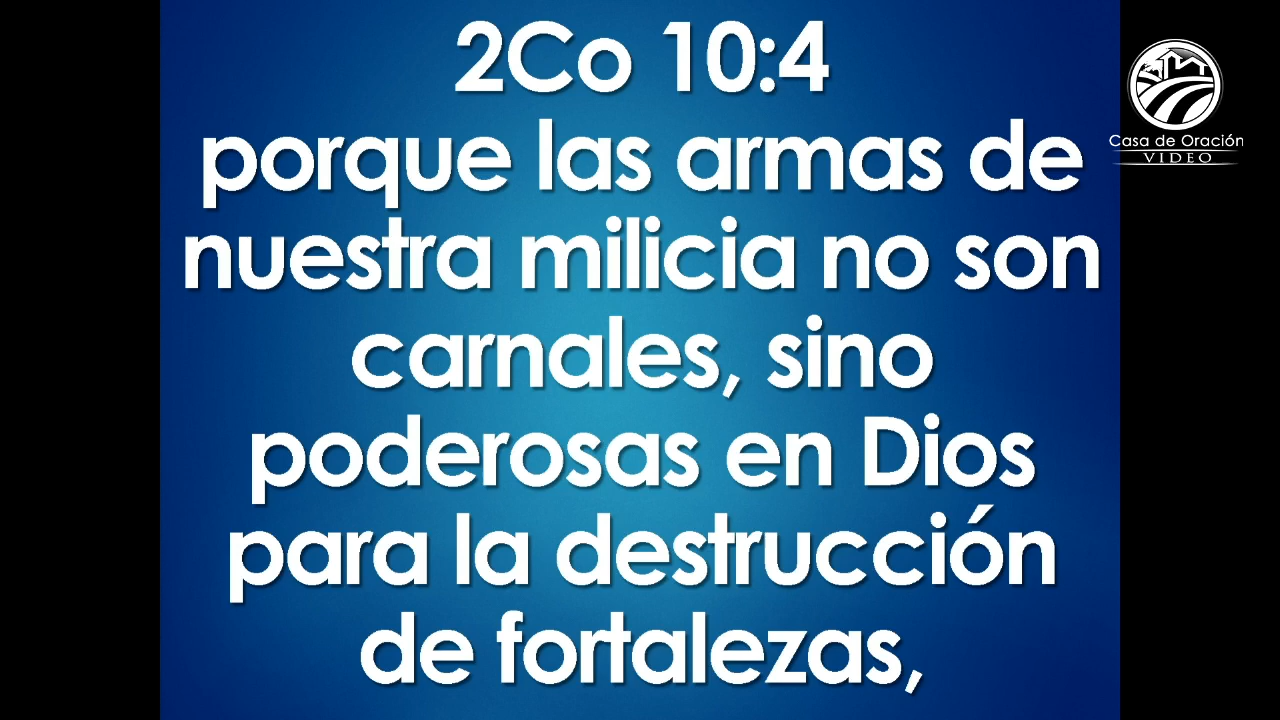 2Co 10:4
porque las armas de
nuestra milicia no son
carnales, sino
poderosas en Dios
para la destrucción
de fortalezas,
Casa de Oración
VIDEO